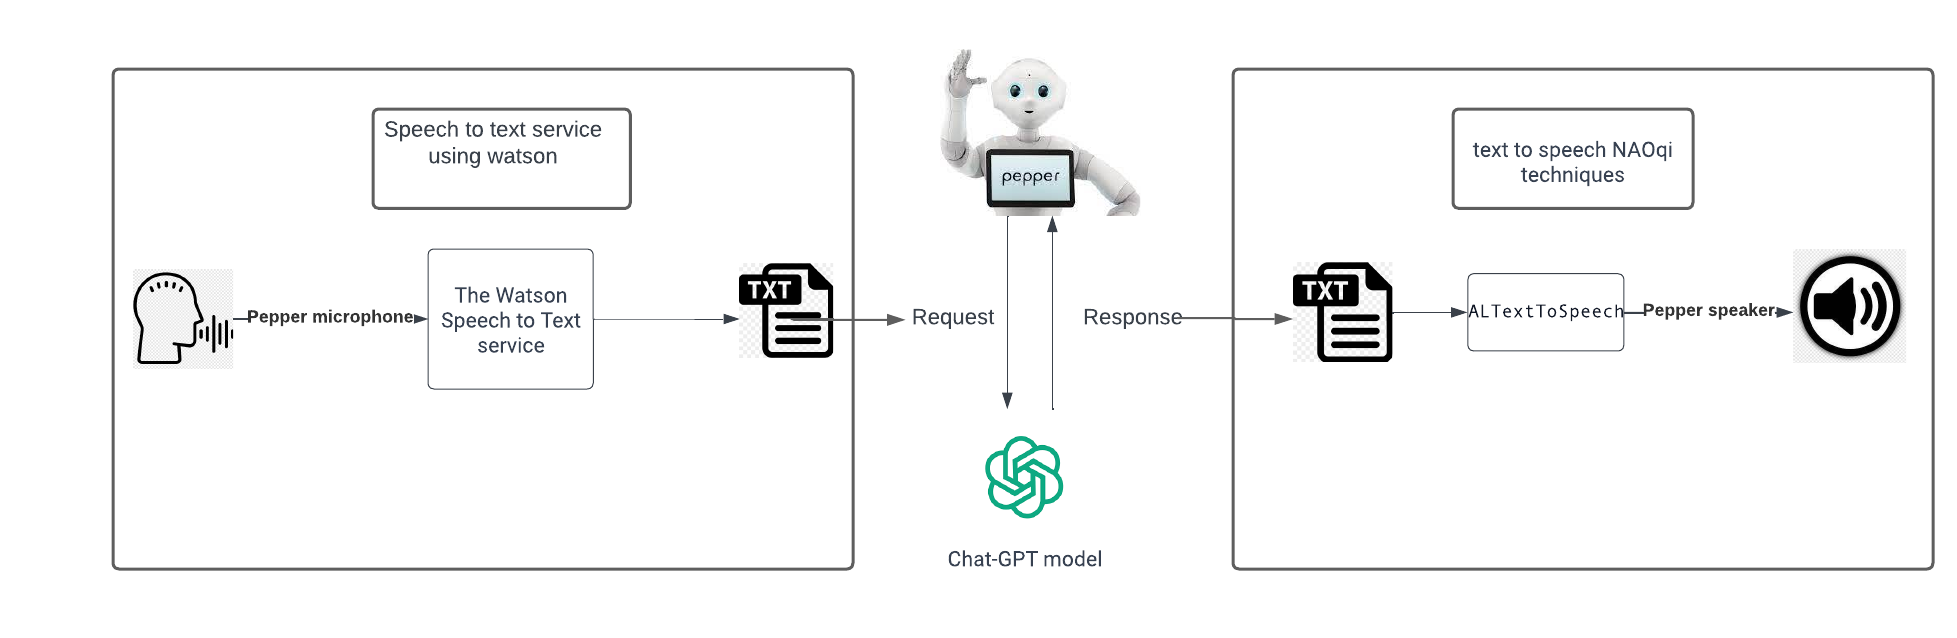 Speech to text service
using watson
Pepper microphone
The Watson
Speech to Text
service
TXT
pepper
Request
Response
Chat-GPT model
text to speech NAOqi
techniques
TXT
ALTextToSpeech
Pepper speaker